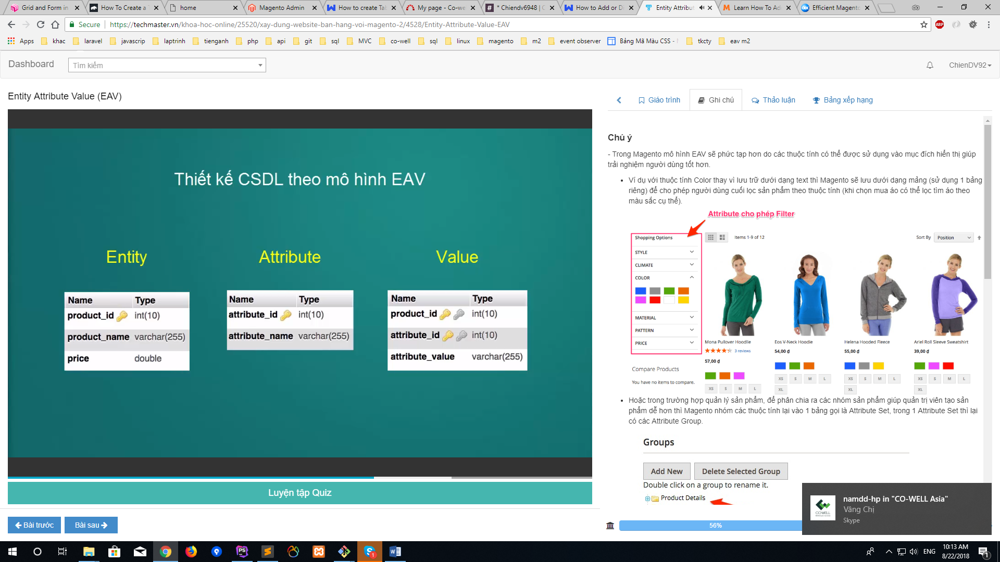 Grid and Form in
How To Create a
home
Magento Admin
How to create Tab
My page - Co-we
* Chiendv6948 |
How to Add or Di
Entity Attribut
Learn How To Ad
Efficient Magento
do
Secure
https://techmaster.vn/khoa-hoc-online/25520/xay-dung-website-ban-hang-voi-magento-2/4528/Entity-Attribute-Value-EAV
ABP
Apps khac laravel javascrip laptrinh tienganh php api git sql MVC co-well sql linux magento m2 event observer Bảng Mã Màu CSS - tkcty eav m2
Dashboard
Tìm kiếm
ChienDV92
Entity Attribute Value (EAV)
Thiết kế CSDL theo mô hình EAV
Entity
Name Type
product_id int(10)
product_name varchar(255)
price double
Attribute
Name Type
attribute_id int(10)
attribute_name varchar(255)
Value
Name Type
product_id int(10)
attribute_id int(10)
attribute_value varchar(255)
Luyện tập Quiz
Bài trước
Bài sau
Giáo trình
Ghi chú
Thảo luận
Bảng xếp hạng
Chú ý
- Trong Magento mô hình EAV sẽ phức tạp hơn do các thuộc tính có thể được sử dụng vào mục đích hiển thị giúp
trải nghiệm người dùng tốt hơn.
• Ví dụ với thuộc tính Color thay vì lưu trữ dưới dạng text thì Magento sẽ lưu dưới dạng mảng (sử dụng 1 bảng
riêng) để cho phép người dùng cuối lọc sản phẩm theo thuộc tính (khi chọn mua áo có thể lọc tìm áo theo
màu sắc cụ thể).
Attribute cho phép Filter
Shopping Options
STYLE
CLIMATE
COLOR
MATERIAL
PATTERN
PRICE
Compare Products
You have no items to compare.
Items 1-9 of 12
Sort By Position
Mona Pullover Hoodlie
3 reviews
57,00 ₫
XS S M L
Eos V-Neck Hoodie
54,00 ₫
XS S M L
XL
Helena Hooded Fleece
55,00 ₫
XS S M L
XL
Ariel Roll Sleeve Sweatshirt
39,00 ₫
XS S M L
XL
• Hoặc trong trường hợp quản lý sản phẩm, để phân chia ra các nhóm sản phẩm giúp quản trị viên tạo sản
phẩm dễ hơn thì Magento nhóm các thuộc tính lại vào 1 bảng gọi là Attribute Set, trong 1 Attribute Set thì lại
có các Attribute Group.
Groups
Add New
Delete Selected Group
Double click on a group to rename it.
Product Details
56%
CO-WELL
namdd-hp in "CO-WELL Asia"
Vâng Chị
Skype
PS
1
ENG
10:13 AM
8/22/2018
1